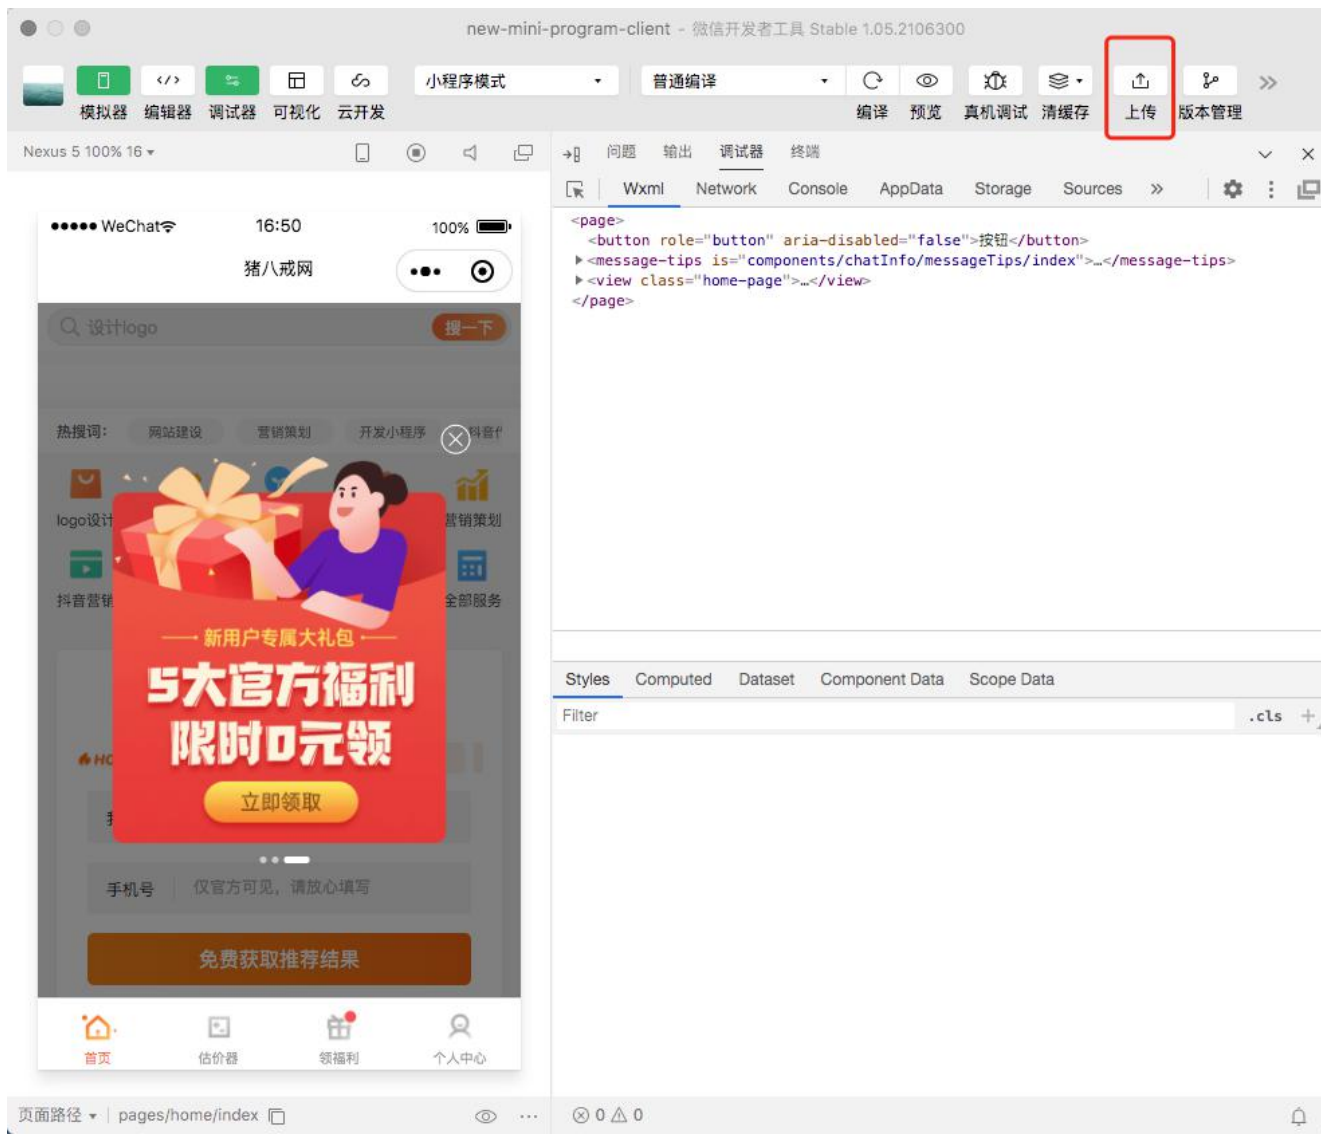 new-mini-program-client - 微信开发者工具 Stable 1.05.2106300
小程序模式 普通编译
模拟器 编辑器 调试器 可视化 云开发 编译 预览 真机调试 清缓存 上传 版本管理
Nexus 5 100% 16
问题 输出 调试器 终端
Wxml Network Console AppData Storage Sources
WeChat 16:50 100%
猪八戒网
<page>
<button role="button" aria-disabled="false">按钮</button>
<message-tips is="components/chatInfo/messageTips/index">…</message-tips>
<view class="home-page">…</view>
</page>
设计logo 搜一下
热搜词: 网站建设 营销策划 开发小程序 抖音代
logo设计 营销策划
抖音营销 全部服务
新用户专属大礼包
5大官方福利
限时0元领
HO
立即领取
手机号 仅官方可见，请放心填写
免费获取推荐结果
首页 估价器 领福利 个人中心
Styles Computed Dataset Component Data Scope Data
Filter .cls
页面路径 pages/home/index
0 0